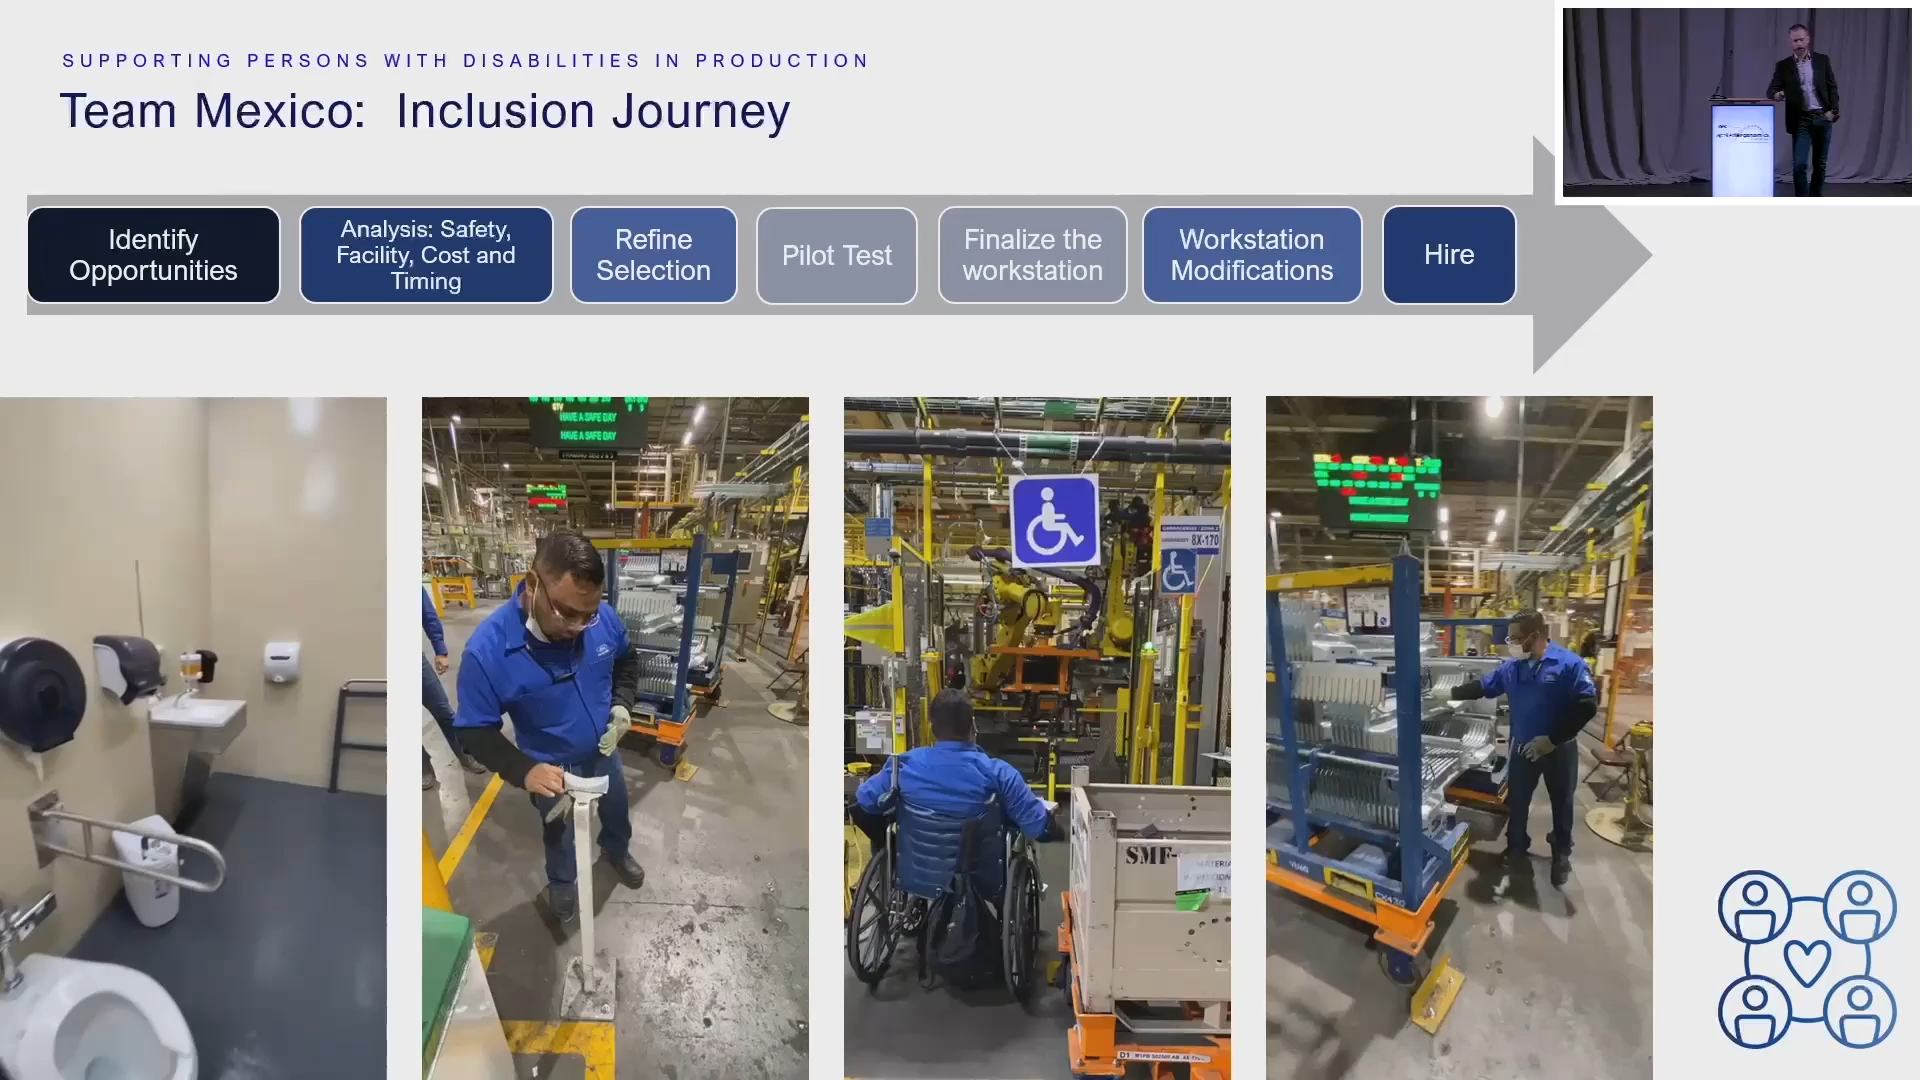 SUPPORTING PERSONS WITH DISABILITIES IN PRODUCTION
Team Mexico: Inclusion Journey
Identify
Opportunities
Analysis: Safety,
Facility, Cost and
Timing
Refine
Selection
Pilot Test
Finalize the
workstation
Workstation
Modifications
Hire
HAVE A SAFE DAY
HAVE A SAFE DAY
8X-170
SMF-
D1